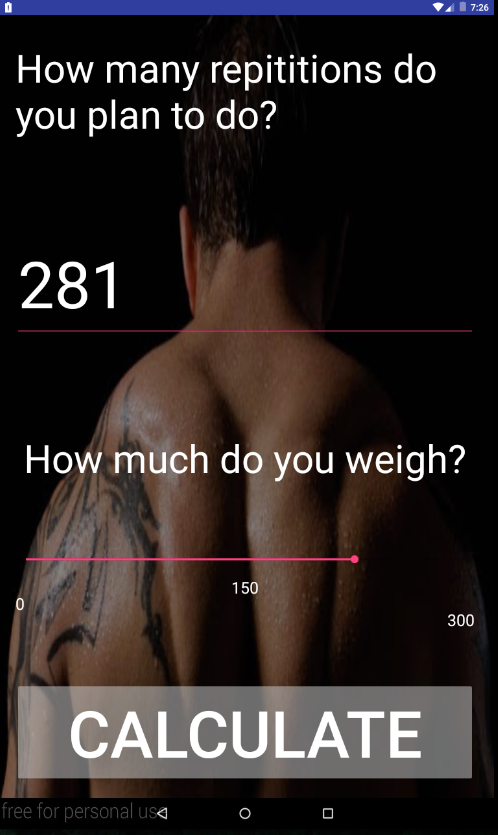 7:26
How many repititions do
you plan to do?
281
How much do you weigh?
150
0
300
CALCULATE
free for personal us